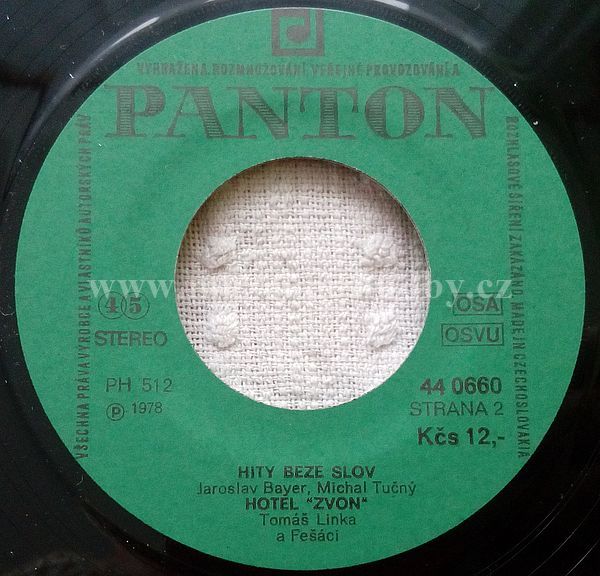 VYHRAŽENA. ROZMNOŽOVÁNÍ, VEŘEJNÉ PROVOZOVÁNÍ A
PANTON
VŠECHNA PRÁVA VÝROBCE A VLASTNÍKŮ AUTORSKÝCH PRÁV
ROZHLASOVÉ ŠÍŘENÍ ZAKÁZÁNO. MADE IN CZECHOSLOVAKIA
45
STEREO
OSA
OSVU
PH 512
Ⓟ 1978
44 0660
STRANA 2
Kčs 12,-
HITY BEZE SLOV
Jaroslav Bayer, Michal Tučný
HOTEL "ZVON"
Tomáš Linka
a Fešáci